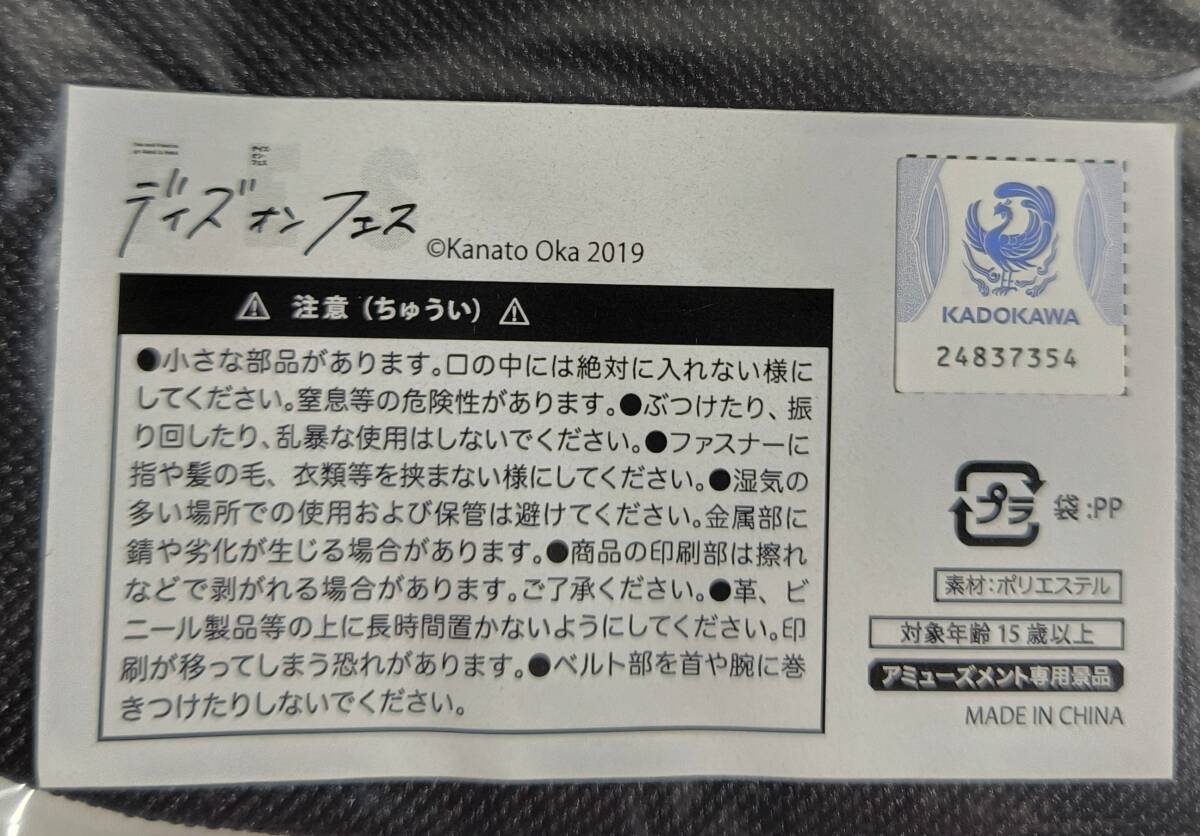 デイズ
オン
フェス
FES
デイズ オン フェス
©Kanato Oka 2019
注意（ちゅうい）
●小さな部品があります。口の中には絶対に入れない様に
してください。窒息等の危険性があります。●ぶつけたり、振
り回したり、乱暴な使用はしないでください。●ファスナーに
指や髪の毛、衣類等を挟まない様にしてください。●湿気の
多い場所での使用および保管は避けてください。金属部に
錆や劣化が生じる場合があります。●商品の印刷部は擦れ
などで剥がれる場合があります。ご了承ください。●革、ビ
ニール製品等の上に長時間置かないようにしてください。印
刷が移ってしまう恐れがあります。●ベルト部を首や腕に巻
きつけたりしないでください。
KADOKAWA
24837354
プラ 袋:PP
素材:ポリエステル
対象年齢15歳以上
アミューズメント専用景品
MADE IN CHINA